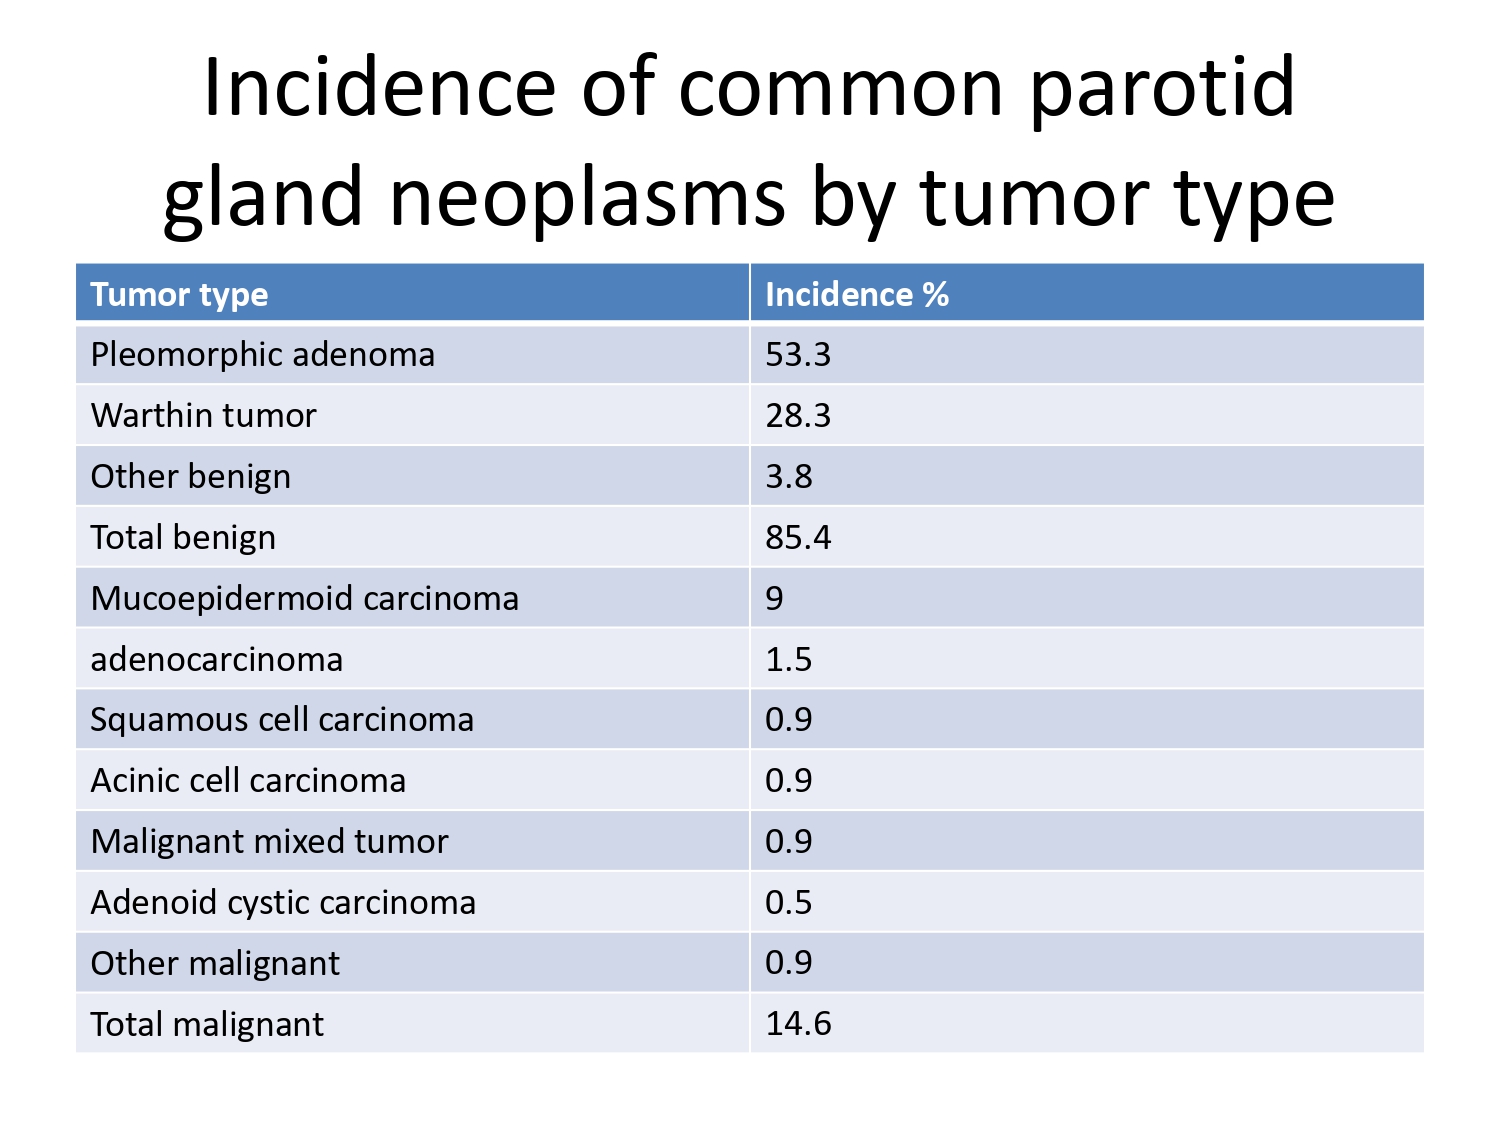 Incidence of common parotid
gland neoplasms by tumor type
Tumor type Incidence %
Pleomorphic adenoma 53.3
Warthin tumor 28.3
Other benign 3.8
Total benign 85.4
Mucoepidermoid carcinoma 9
adenocarcinoma 1.5
Squamous cell carcinoma 0.9
Acinic cell carcinoma 0.9
Malignant mixed tumor 0.9
Adenoid cystic carcinoma 0.5
Other malignant 0.9
Total malignant 14.6